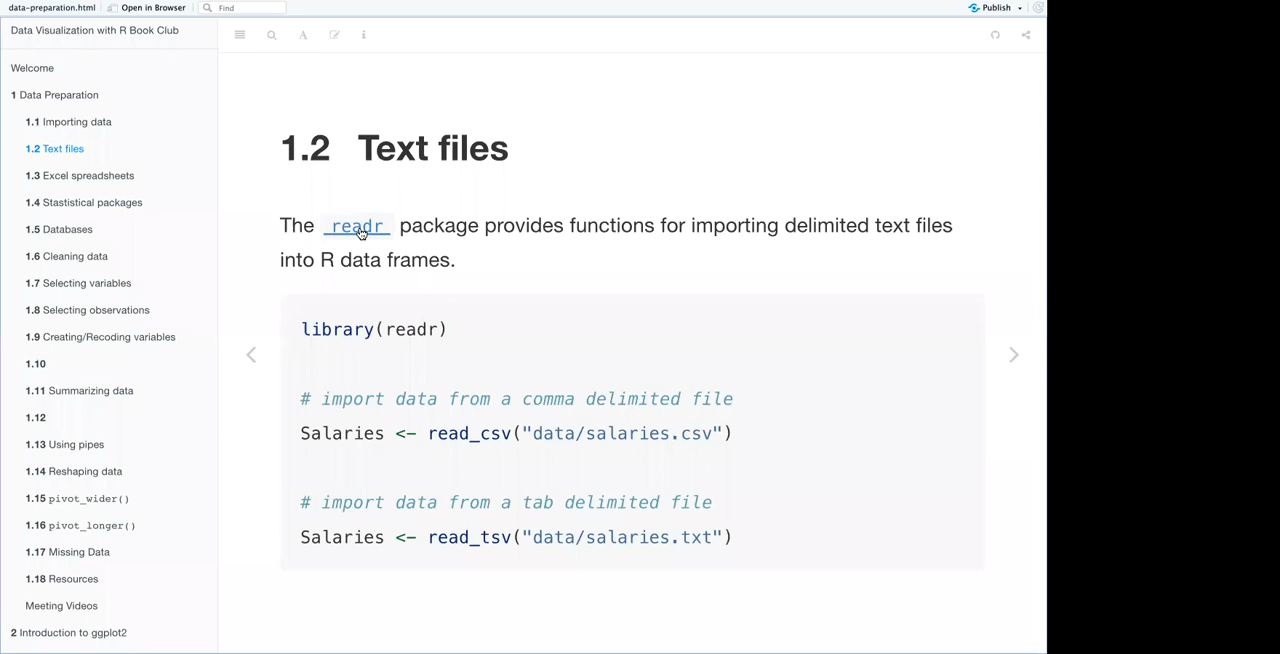 data-preparation.html Open in Browser Find Publish
Data Visualization with R Book Club
Welcome
1 Data Preparation
1.1 Importing data
1.2 Text files
1.3 Excel spreadsheets
1.4 Stastistical packages
1.5 Databases
1.6 Cleaning data
1.7 Selecting variables
1.8 Selecting observations
1.9 Creating/Recoding variables
1.10
1.11 Summarizing data
1.12
1.13 Using pipes
1.14 Reshaping data
1.15 pivot_wider()
1.16 pivot_longer()
1.17 Missing Data
1.18 Resources
Meeting Videos
2 Introduction to ggplot2
1.2 Text files
The readr package provides functions for importing delimited text files
into R data frames.
library(readr)
# import data from a comma delimited file
Salaries <- read_csv("data/salaries.csv")
# import data from a tab delimited file
Salaries <- read_tsv("data/salaries.txt")